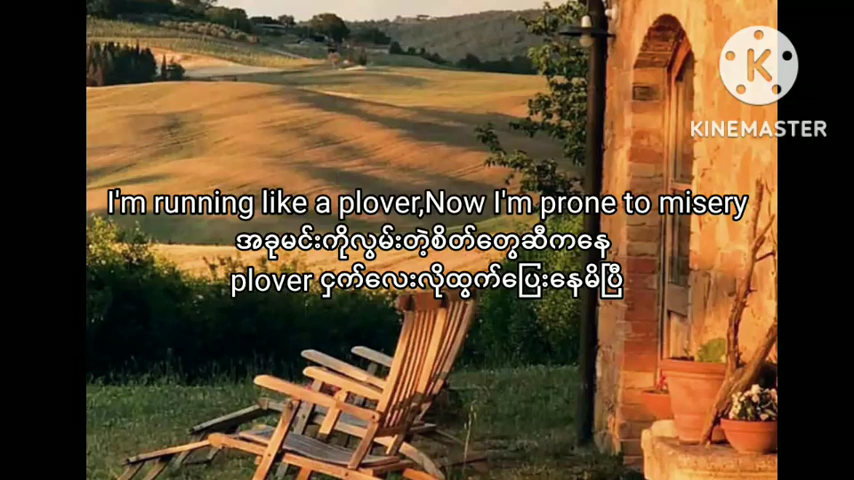 I'm running like a plover,Now I'm prone to misery
အခုမင်းကိုလွမ်းတဲ့စိတ်တွေဆီကနေ
plover ငှက်လေးလိုထွက်ပြေးနေမိပြီ
K
KINEMASTER